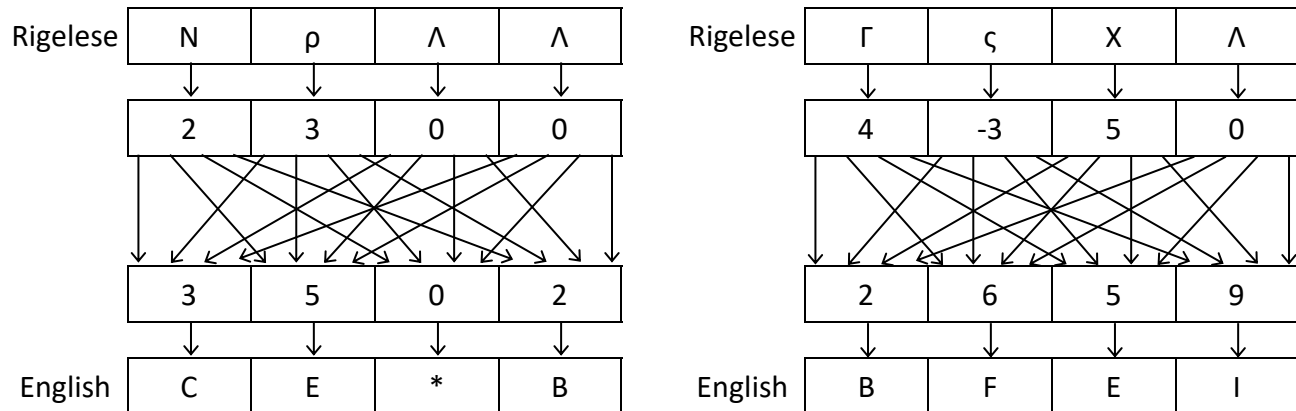 Rigelese N ρ Λ Λ Rigelese Γ ς Χ Λ
2 3 0 0 4 -3 5 0
3 5 0 2 2 6 5 9
English C E * B English B F E I